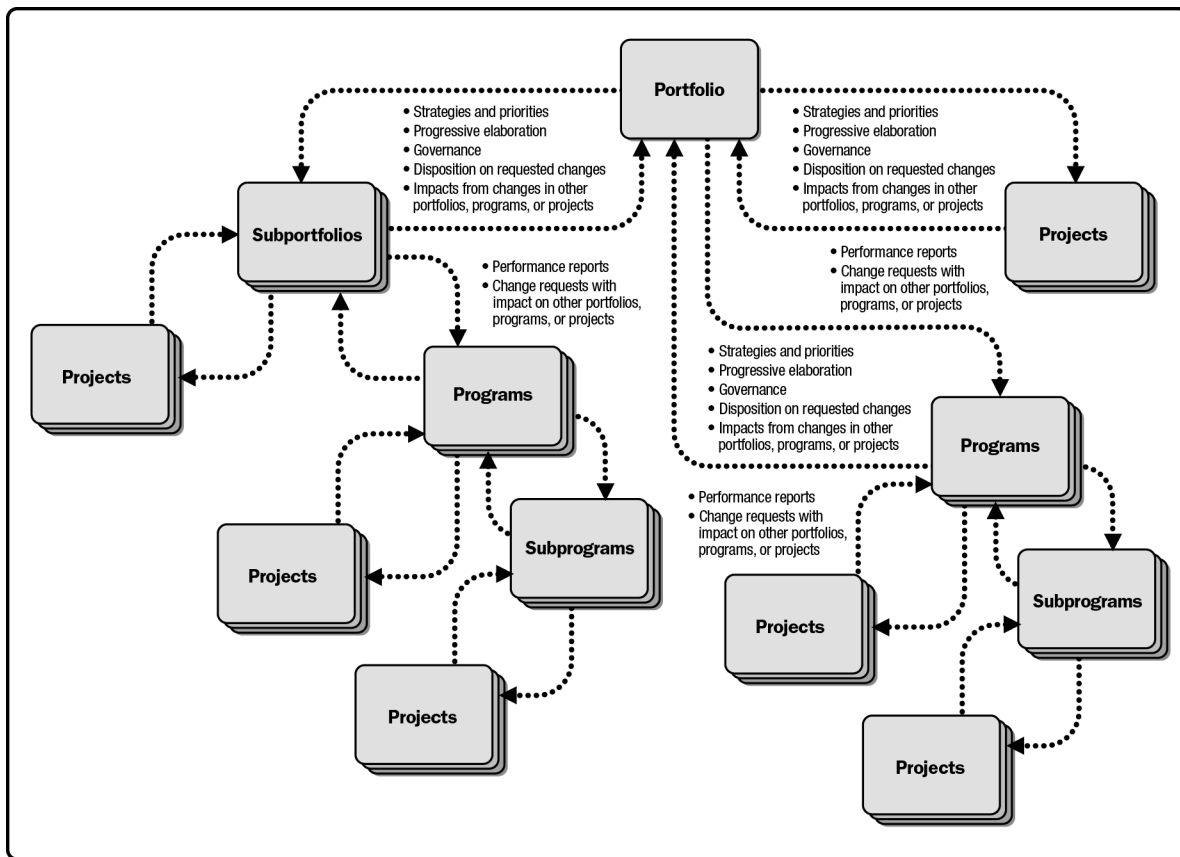 Portfolio
• Strategies and priorities
• Progressive elaboration
• Governance
• Disposition on requested changes
• Impacts from changes in other
portfolios, programs, or projects
• Strategies and priorities
• Progressive elaboration
• Governance
• Disposition on requested changes
• Impacts from changes in other
portfolios, programs, or projects
Subportfolios
Projects
• Performance reports
• Change requests with
impact on other portfolios,
programs, or projects
• Performance reports
• Change requests with
impact on other portfolios,
programs, or projects
Projects
Programs
• Strategies and priorities
• Progressive elaboration
• Governance
• Disposition on requested changes
• Impacts from changes in other
portfolios, programs, or projects
Programs
• Performance reports
• Change requests with
impact on other portfolios,
programs, or projects
Projects
Subprograms
Projects
Subprograms
Projects
Projects